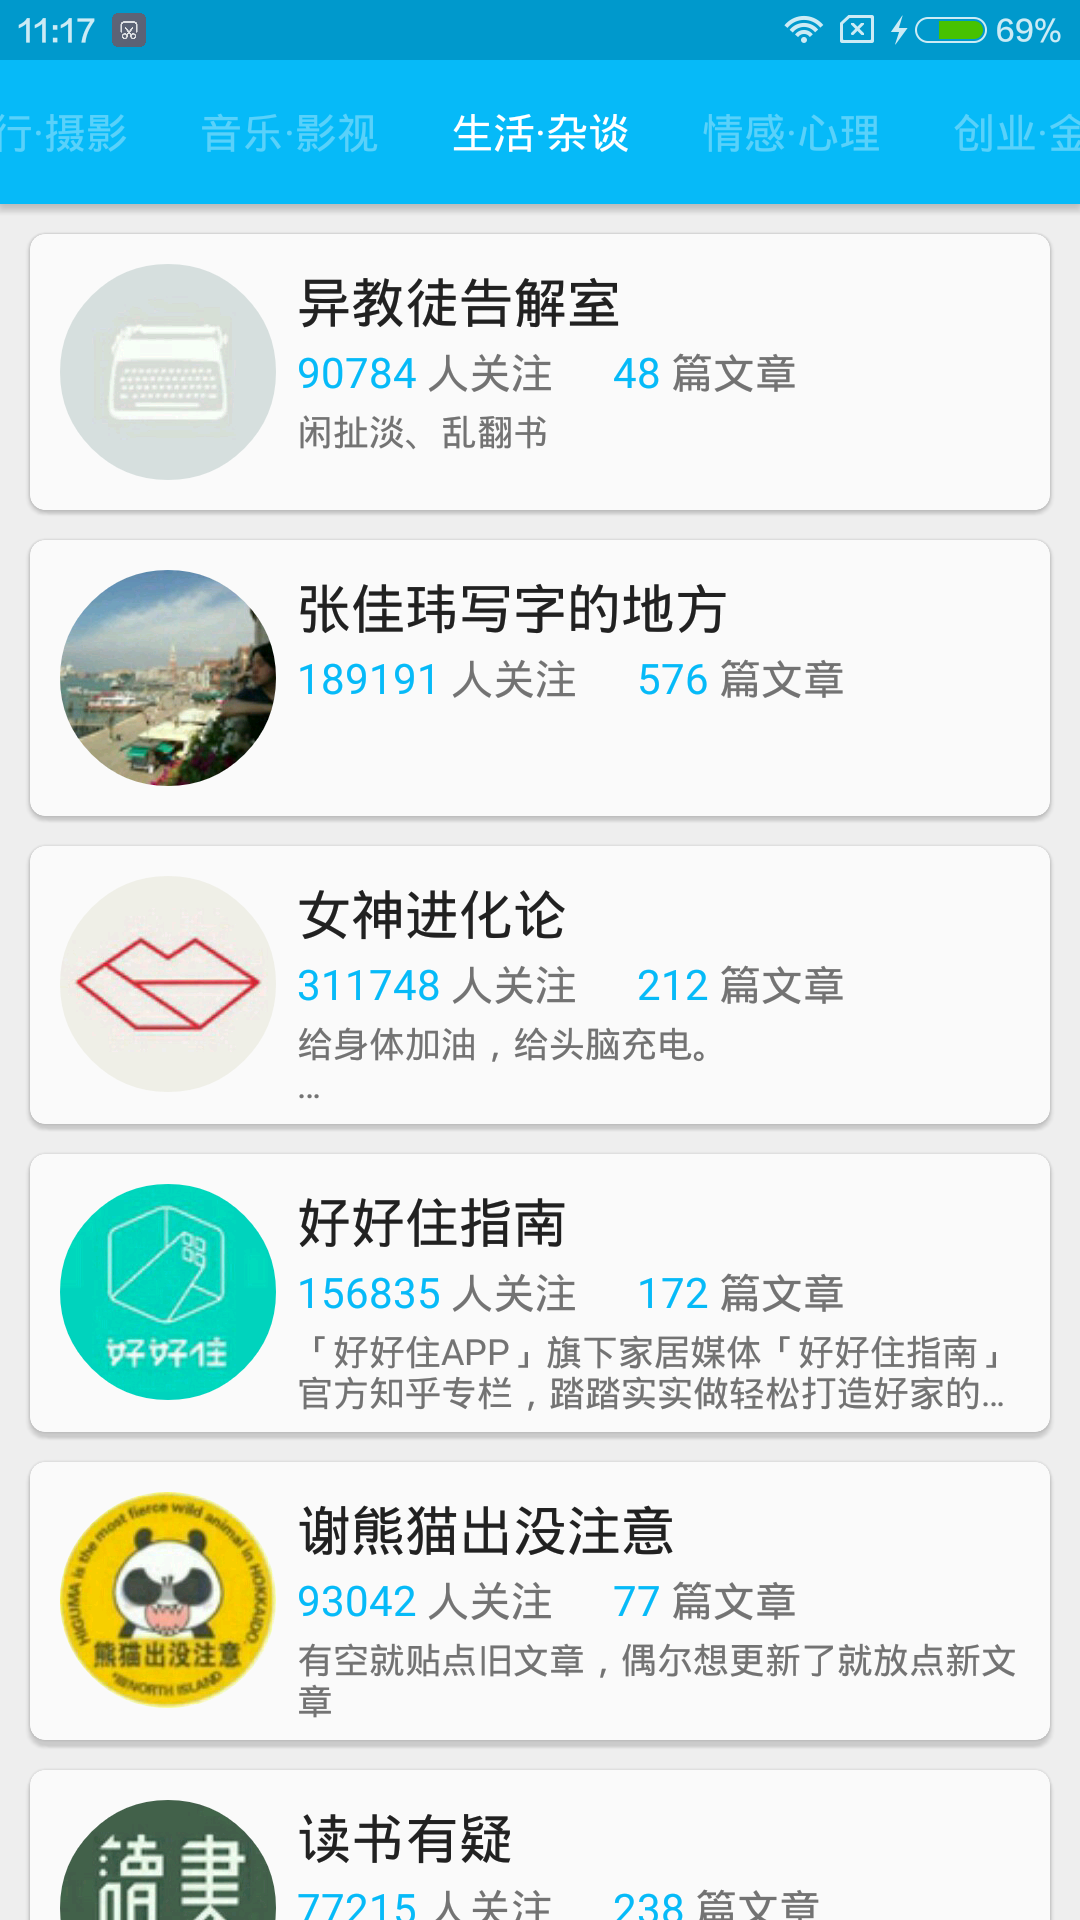 11:17
69%
行·摄影 音乐·影视 生活·杂谈 情感·心理 创业·金
异教徒告解室
90784 人关注 48 篇文章
闲扯淡、乱翻书
张佳玮写字的地方
189191 人关注 576 篇文章
女神进化论
311748 人关注 212 篇文章
给身体加油，给头脑充电。
...
好好住
好好住指南
156835 人关注 172 篇文章
「好好住APP」旗下家居媒体「好好住指南」
官方知乎专栏，踏踏实实做轻松打造好家的...
HIGUMA is the most fierce wild animal in HOKKAIDO.
熊猫出没注意
NORTH ISLAND
谢熊猫出没注意
93042 人关注 77 篇文章
有空就贴点旧文章，偶尔想更新了就放点新文
章
讀書
读书有疑
77215 人关注 238 篇文章